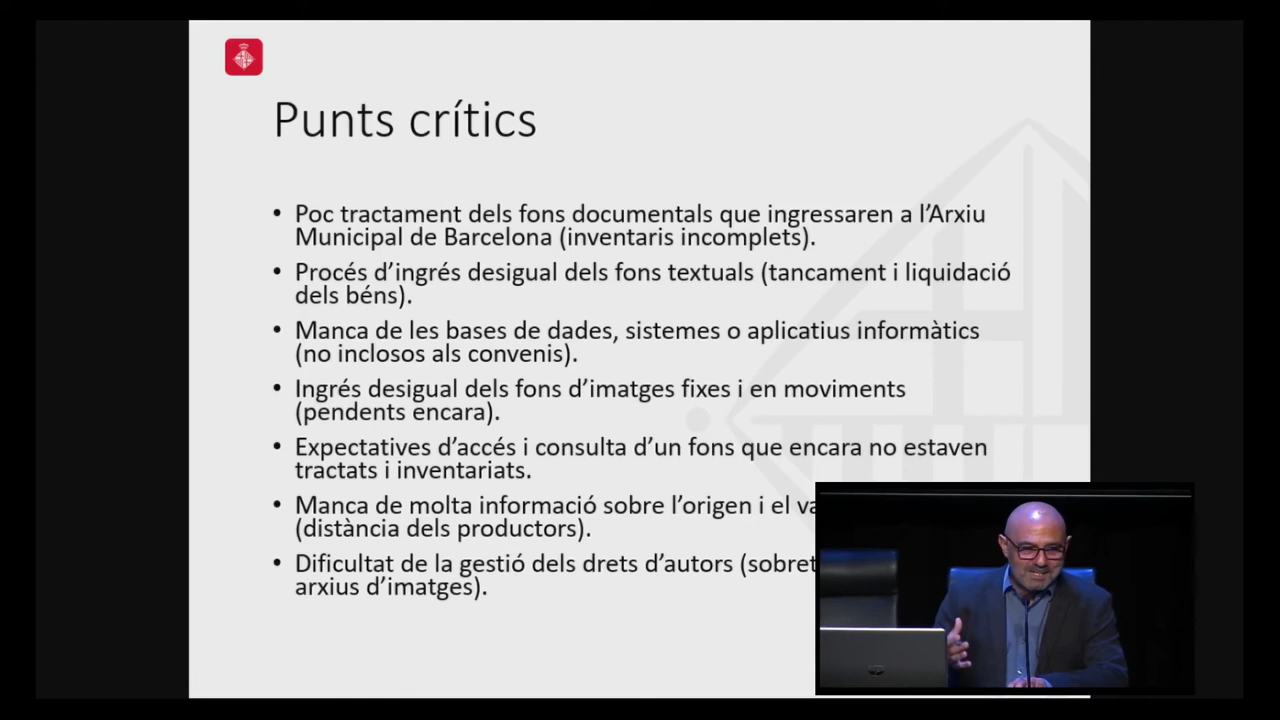 Punts crítics
• Poc tractament dels fons documentals que ingressaren a l’Arxiu
Municipal de Barcelona (inventaris incomplets).
• Procés d’ingrés desigual dels fons textuals (tancament i liquidació
dels béns).
• Manca de les bases de dades, sistemes o aplicatius informàtics
(no inclosos als convenis).
• Ingrés desigual dels fons d’imatges fixes i en moviments
(pendents encara).
• Expectatives d’accés i consulta d’un fons que encara no estaven
tractats i inventariats.
• Manca de molta informació sobre l’origen i el
(distància dels productors).
• Dificultat de la gestió dels drets d’autors
arxius d’imatges).